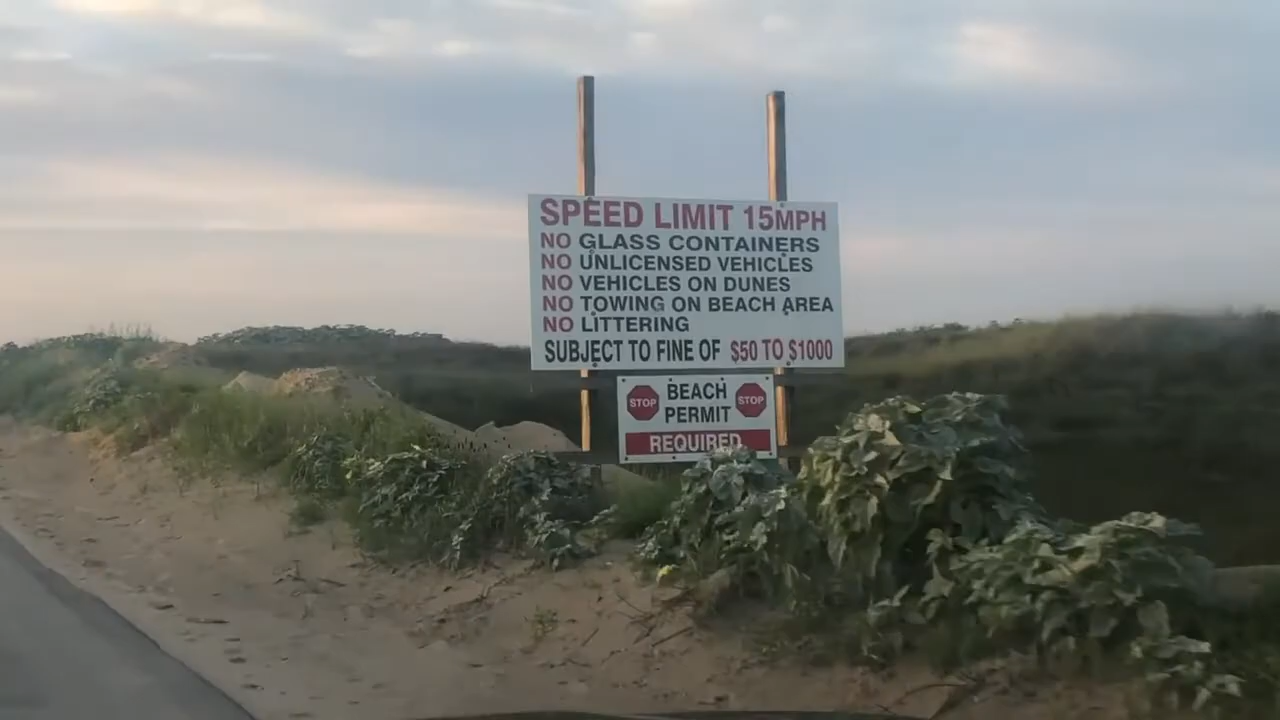 SPEED LIMIT 15MPH
NO GLASS CONTAINERS
NO UNLICENSED VEHICLES
NO VEHICLES ON DUNES
NO TOWING ON BEACH AREA
NO LITTERING
SUBJECT TO FINE OF $50 TO $1000
STOP BEACH STOP
PERMIT
REQUIRED